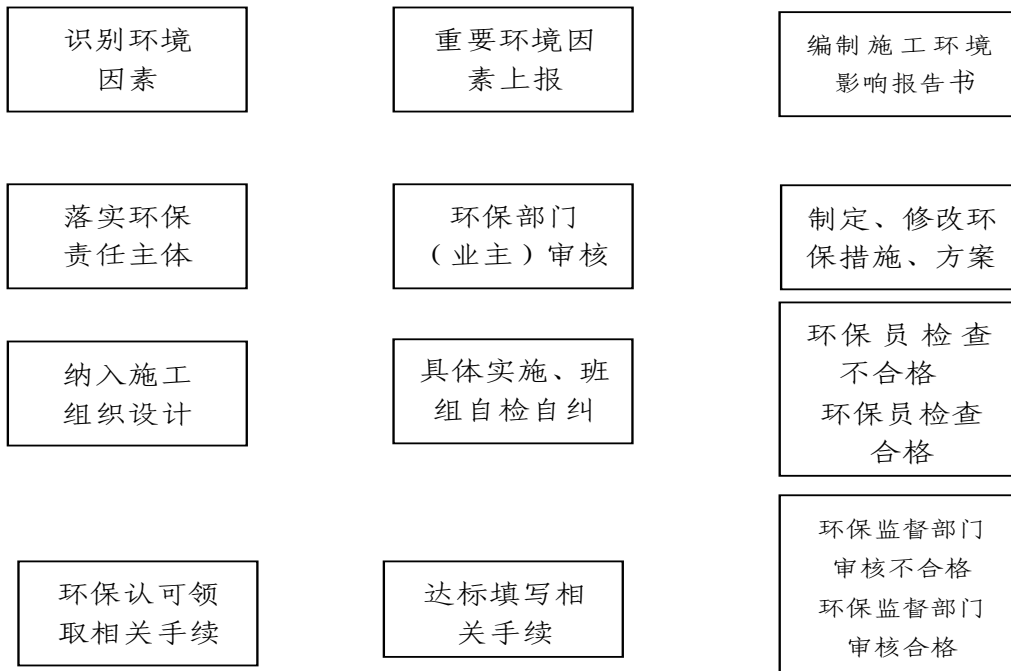 识别环境
因素
重要环境因
素上报
编制施工环境
影响报告书
落实环保
责任主体
环保部门
（业主）审核
制定、修改环
保措施、方案
纳入施工
组织设计
具体实施、班
组自检自纠
环保员检查
不合格
环保员检查
合格
环保认可领
取相关手续
达标填写相
关手续
环保监督部门
审核不合格
环保监督部门
审核合格